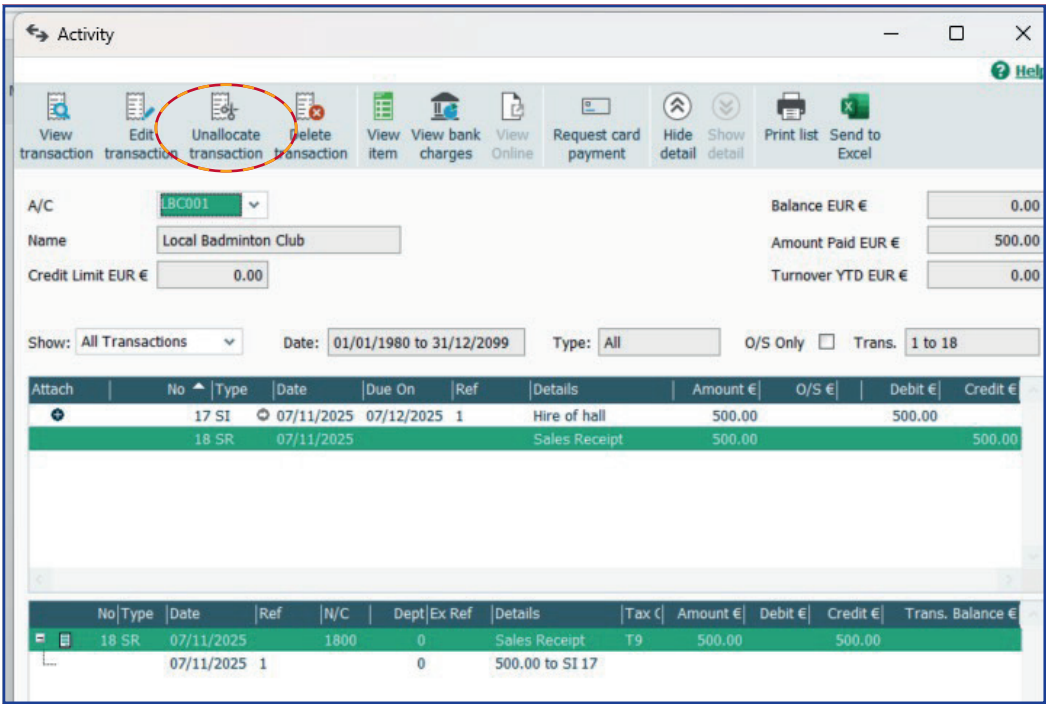 Activity
Help
View transaction
Edit transaction
Unallocate transaction
Delete transaction
View item
View bank charges
View Online
Request card payment
Hide detail
Show detail
Print list
Send to Excel
A/C LBC001 Balance EUR € 0.00
Name Local Badminton Club Amount Paid EUR € 500.00
Credit Limit EUR € 0.00 Turnover YTD EUR € 0.00
Show: All Transactions Date: 01/01/1980 to 31/12/2099 Type: All O/S Only Trans. 1 to 18
Attach No Type Date Due On Ref Details Amount € O/S € Debit € Credit €
17 SI 07/11/2025 07/12/2025 1 Hire of hall 500.00 500.00
18 SR 07/11/2025 Sales Receipt 500.00 500.00
No Type Date Ref N/C Dept Ex Ref Details Tax C Amount € Debit € Credit € Trans. Balance €
18 SR 07/11/2025 1800 0 Sales Receipt T9 500.00 500.00
07/11/2025 1 0 500.00 to SI 17